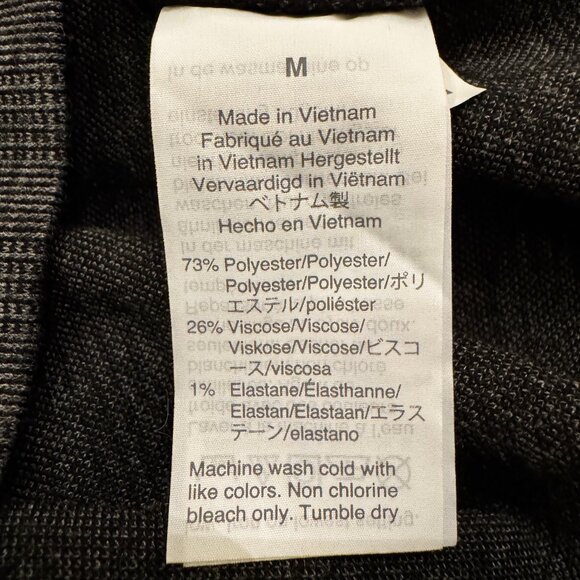 M
Made in Vietnam
Fabriqué au Vietnam
in Vietnam Hergestellt
Vervaardigd in Viëtnam
ベトナム製
Hecho en Vietnam
73% Polyester/Polyester/
Polyester/Polyester/ポリ
エステル/poliéster
26% Viscose/Viscose/
Viskose/Viscose/ビスコ
ース/viscosa
1% Elastane/Élasthanne/
Elastan/Elastaan/エラス
テーン/elastano
Machine wash cold with
like colors. Non chlorine
bleach only. Tumble dry